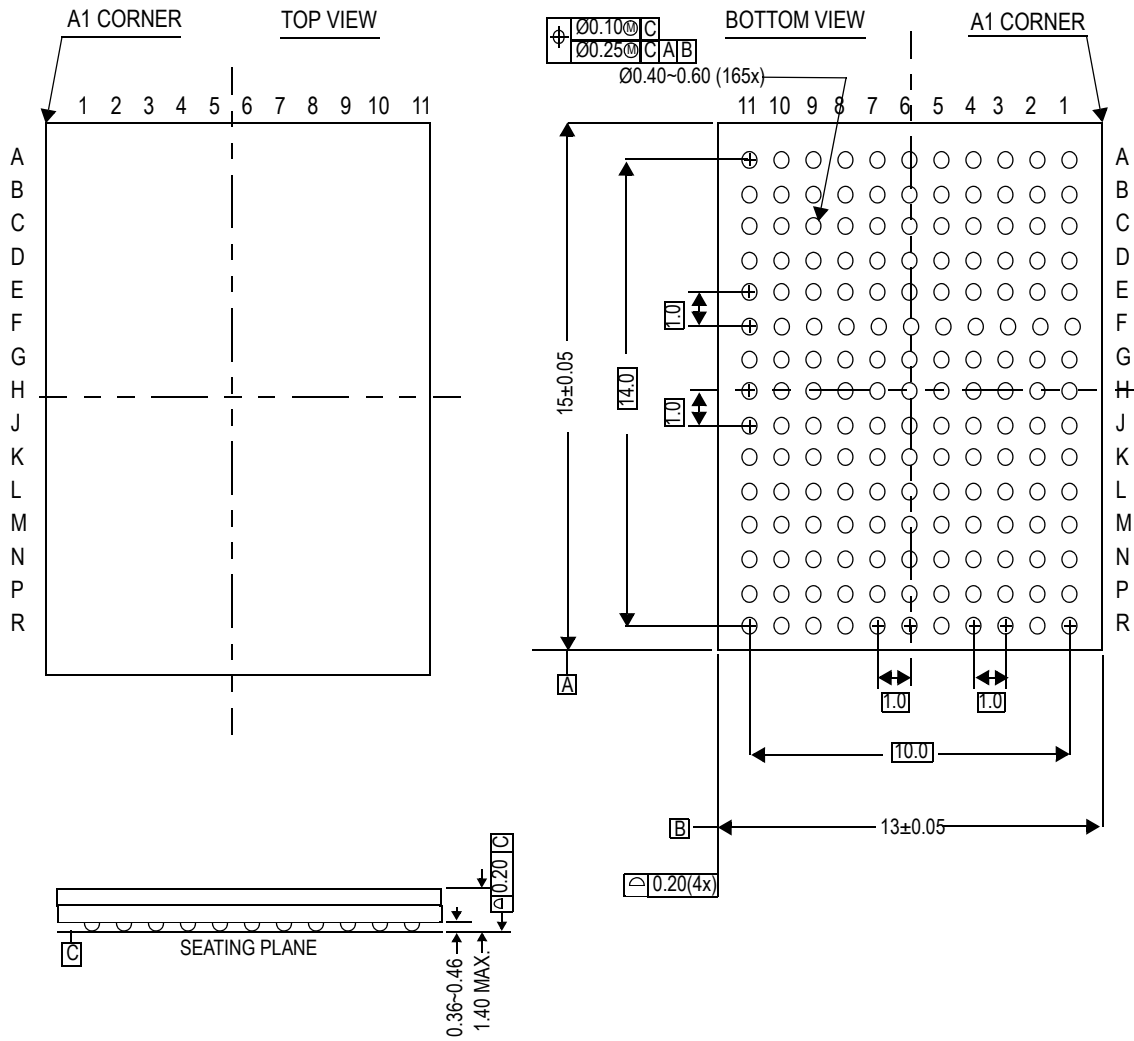 A1 CORNER
TOP VIEW
1 2 3 4 5 6 7 8 9 10 11
A
B
C
D
E
F
G
H
J
K
L
M
N
P
R
Ø0.10Ⓜ C
Ø0.25Ⓜ C A B
BOTTOM VIEW
A1 CORNER
Ø0.40~0.60 (165x)
11 10 9 8 7 6 5 4 3 2 1
A
B
C
D
E
F
G
H
J
K
L
M
N
P
R
15±0.05
14.0
1.0
1.0
A
1.0
1.0
10.0
B
13±0.05
0.20(4x)
0.20 C
C
SEATING PLANE
0.36~0.46
1.40 MAX.